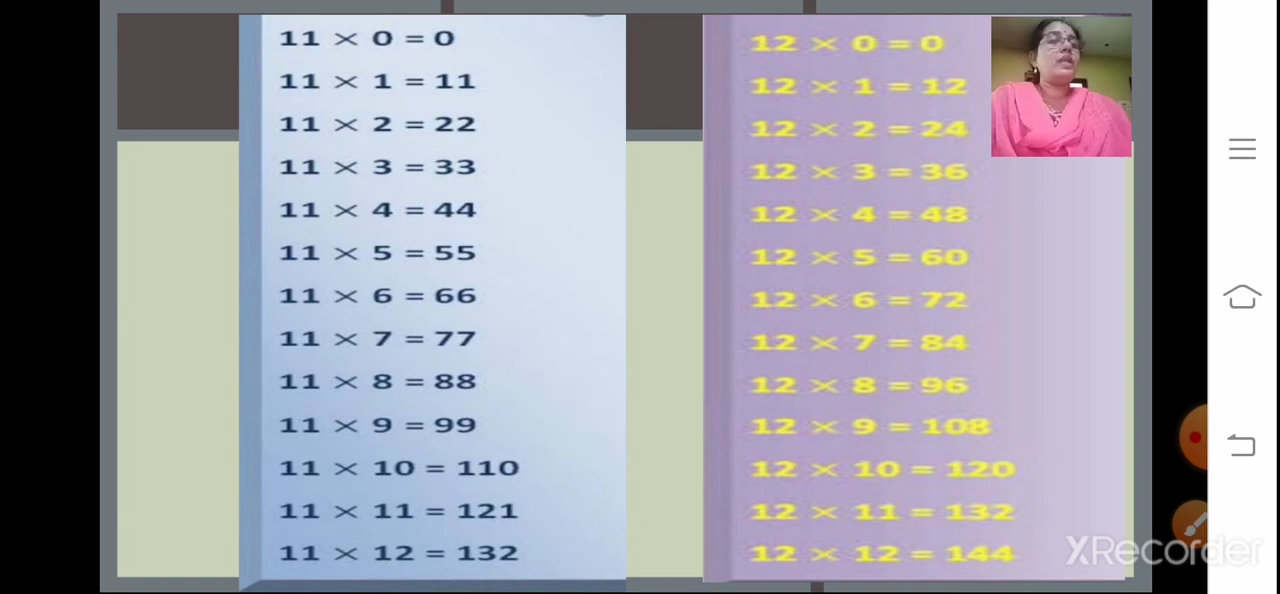 11 × 0 = 0
11 × 1 = 11
11 × 2 = 22
11 × 3 = 33
11 × 4 = 44
11 × 5 = 55
11 × 6 = 66
11 × 7 = 77
11 × 8 = 88
11 × 9 = 99
11 × 10 = 110
11 × 11 = 121
11 × 12 = 132
12 × 0 = 0
12 × 1 = 12
12 × 2 = 24
12 × 3 = 36
12 × 4 = 48
12 × 5 = 60
12 × 6 = 72
12 × 7 = 84
12 × 8 = 96
12 × 9 = 108
12 × 10 = 120
12 × 11 = 132
12 × 12 = 144
XRecorder